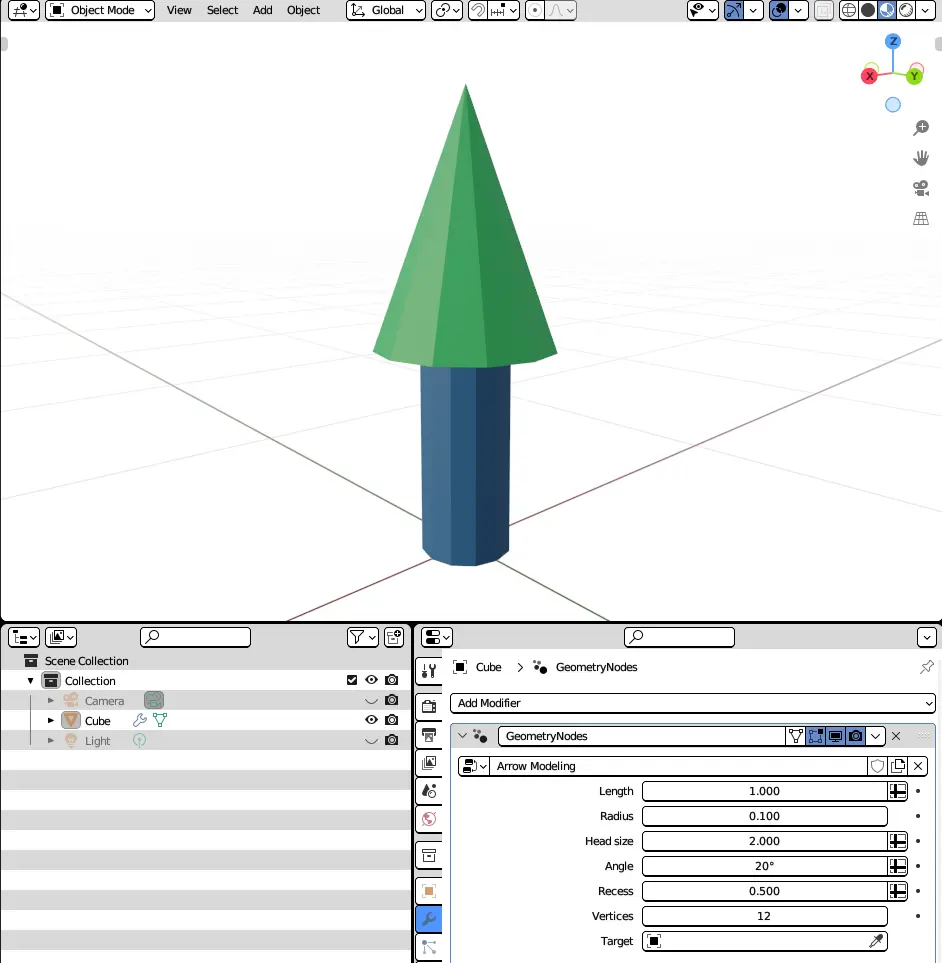 Object Mode View Select Add Object Global
Z
X Y
Scene Collection
Collection
Camera
Cube
Light
Cube > GeometryNodes
Add Modifier
GeometryNodes
Arrow Modeling
Length 1.000
Radius 0.100
Head size 2.000
Angle 20°
Recess 0.500
Vertices 12
Target